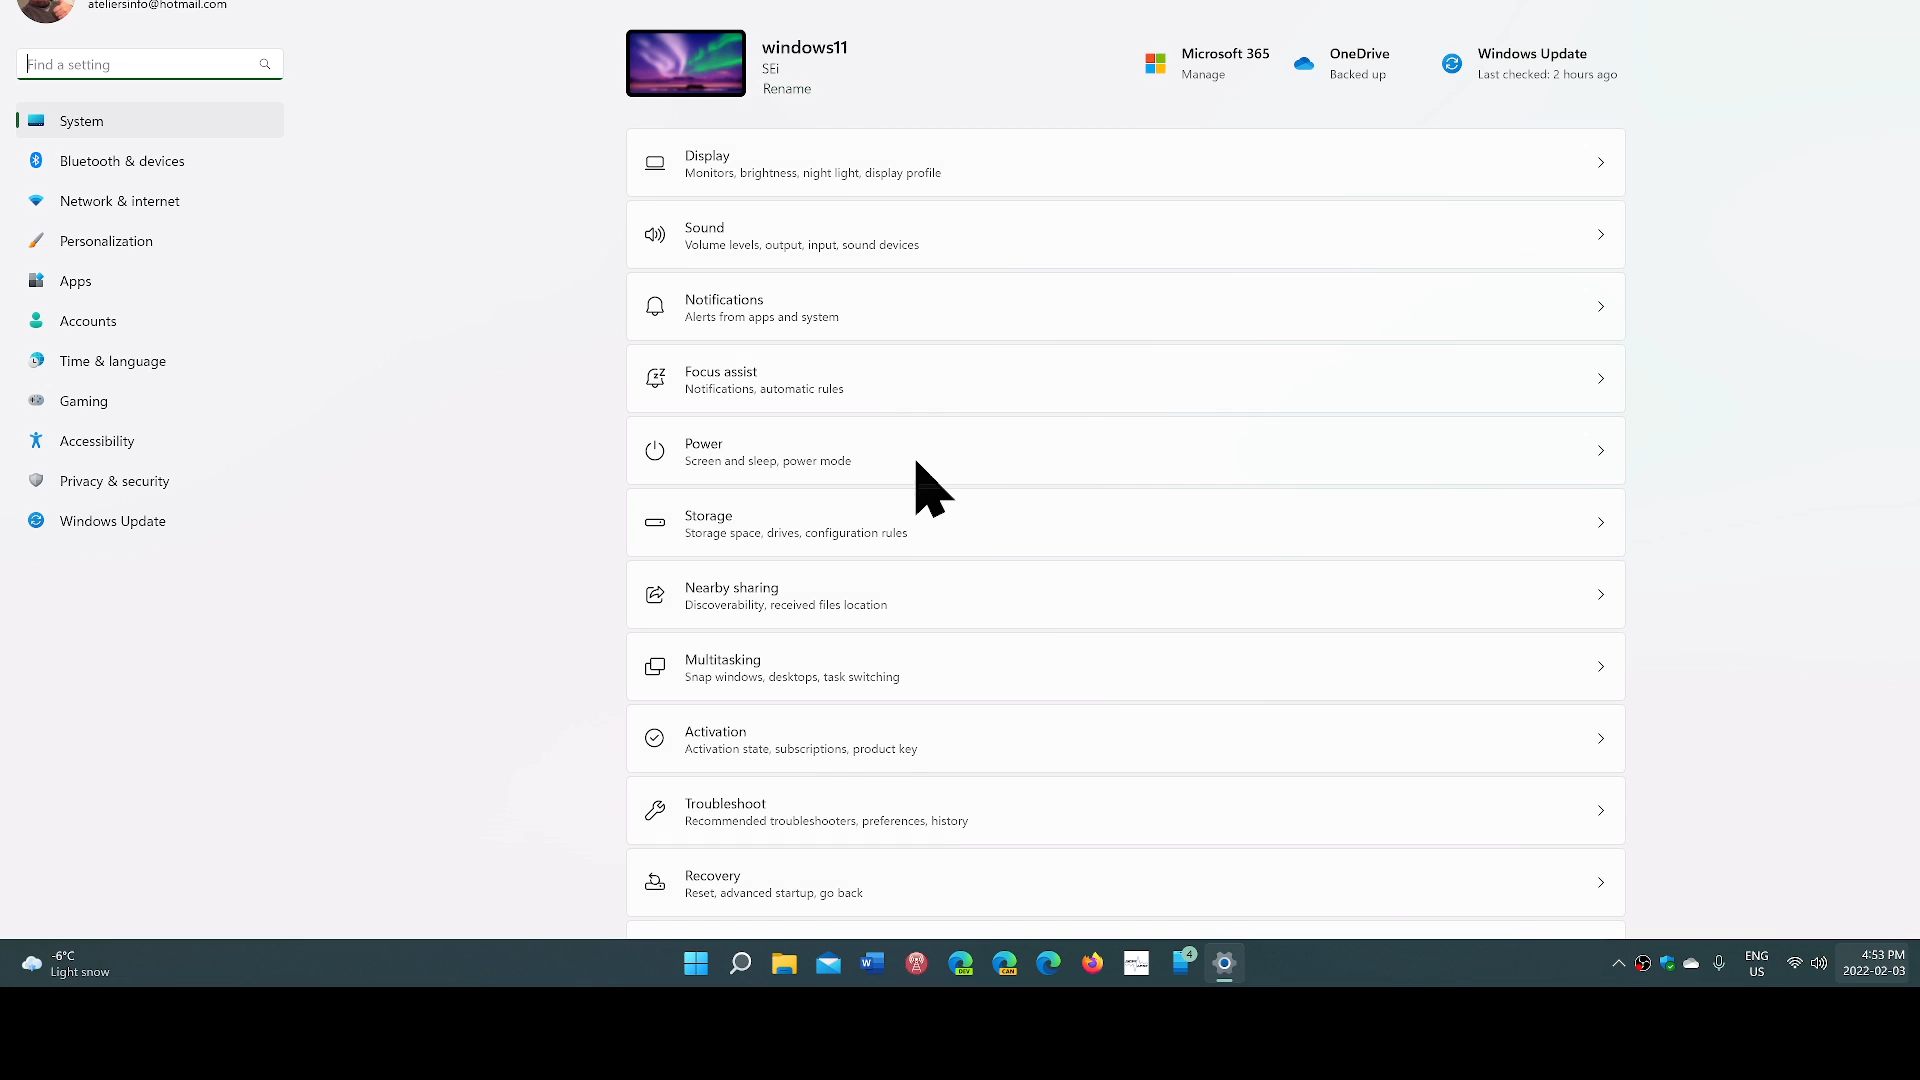 ateliersinfo@hotmail.com
Find a setting
System
Bluetooth & devices
Network & internet
Personalization
Apps
Accounts
Time & language
Gaming
Accessibility
Privacy & security
Windows Update
windows11
SEi
Rename
Microsoft 365
Manage
OneDrive
Backed up
Windows Update
Last checked: 2 hours ago
Display
Monitors, brightness, night light, display profile
Sound
Volume levels, output, input, sound devices
Notifications
Alerts from apps and system
Focus assist
Notifications, automatic rules
Power
Screen and sleep, power mode
Storage
Storage space, drives, configuration rules
Nearby sharing
Discoverability, received files location
Multitasking
Snap windows, desktops, task switching
Activation
Activation state, subscriptions, product key
Troubleshoot
Recommended troubleshooters, preferences, history
Recovery
Reset, advanced startup, go back
-6°C
Light snow
W
DEV
CAN
4
ENG
US
4:53 PM
2022-02-03